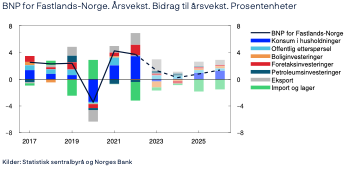 BNP for Fastlands-Norge. Årsvekst. Bidrag til årsvekst. Prosentenheter
8 8
4 4
0 0
-4 -4
-8 -8
2017 2019 2021 2023 2025
BNP for Fastlands-Norge
Konsum i husholdninger
Offentlig etterspørsel
Boliginvesteringer
Foretaksinvesteringer
Petroleumsinvesteringer
Eksport
Import og lager
Kilder: Statistisk sentralbyrå og Norges Bank